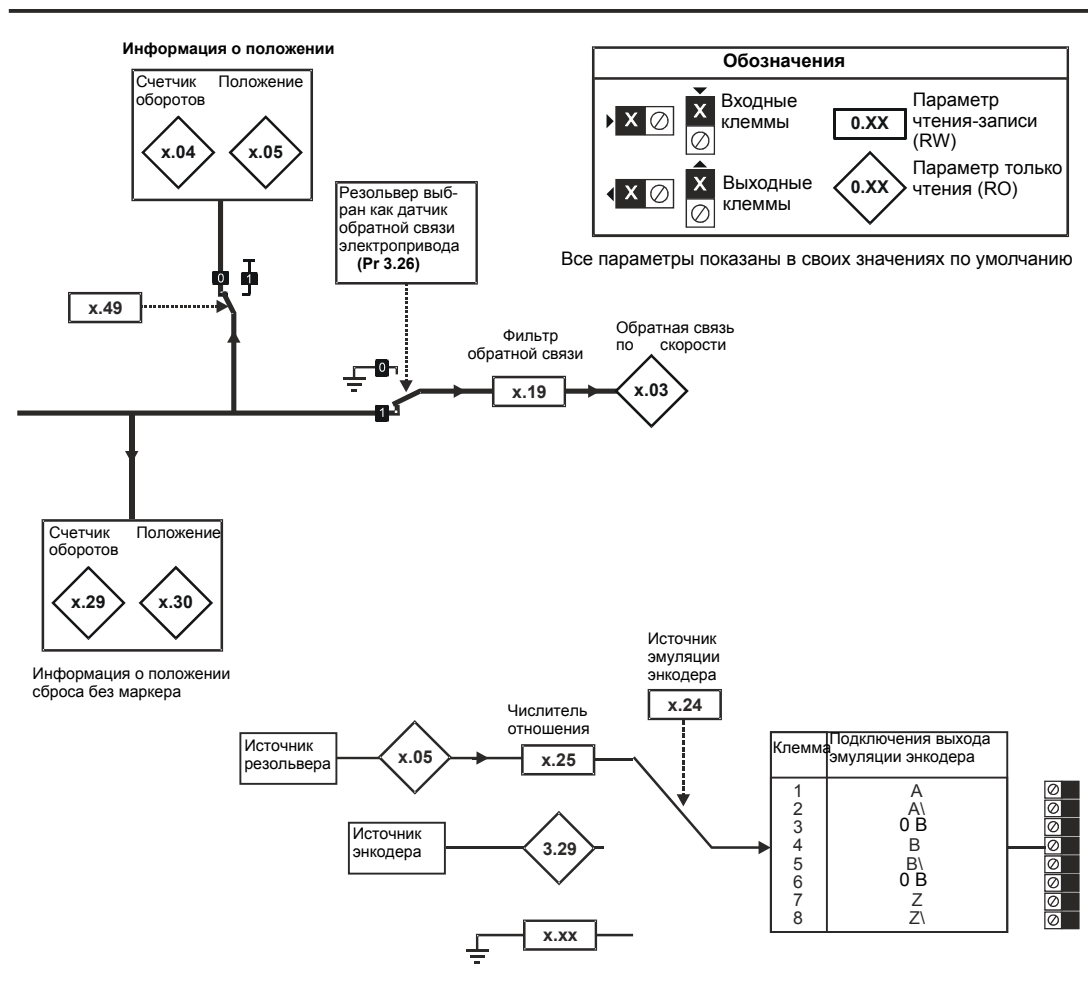 Информация о положении
Счетчик Положение
оборотов
x.04 x.05
Обозначения
X X Входные
клеммы
0.XX Параметр
чтения-записи
(RW)
X X Выходные
клеммы
0.XX Параметр только
чтения (RO)
Все параметры показаны в своих значениях по умолчанию
Резольвер выб-
ран как датчик
обратной связи
электропривода
(Pr 3.26)
0 1
x.49
Фильтр
обратной связи
Обратная связь
по скорости
0
1
x.19
x.03
Счетчик Положение
оборотов
x.29 x.30
Информация о положении
сброса без маркера
Источник
эмуляции
энкодера
x.24
Числитель
отношения
Источник
резольвера
x.05
x.25
Источник
энкодера
3.29
x.xx
Клемма Подключения выхода
эмуляции энкодера
1 A
2 A\
3 0 В
4 B
5 B\
6 0 В
7 Z
8 Z\